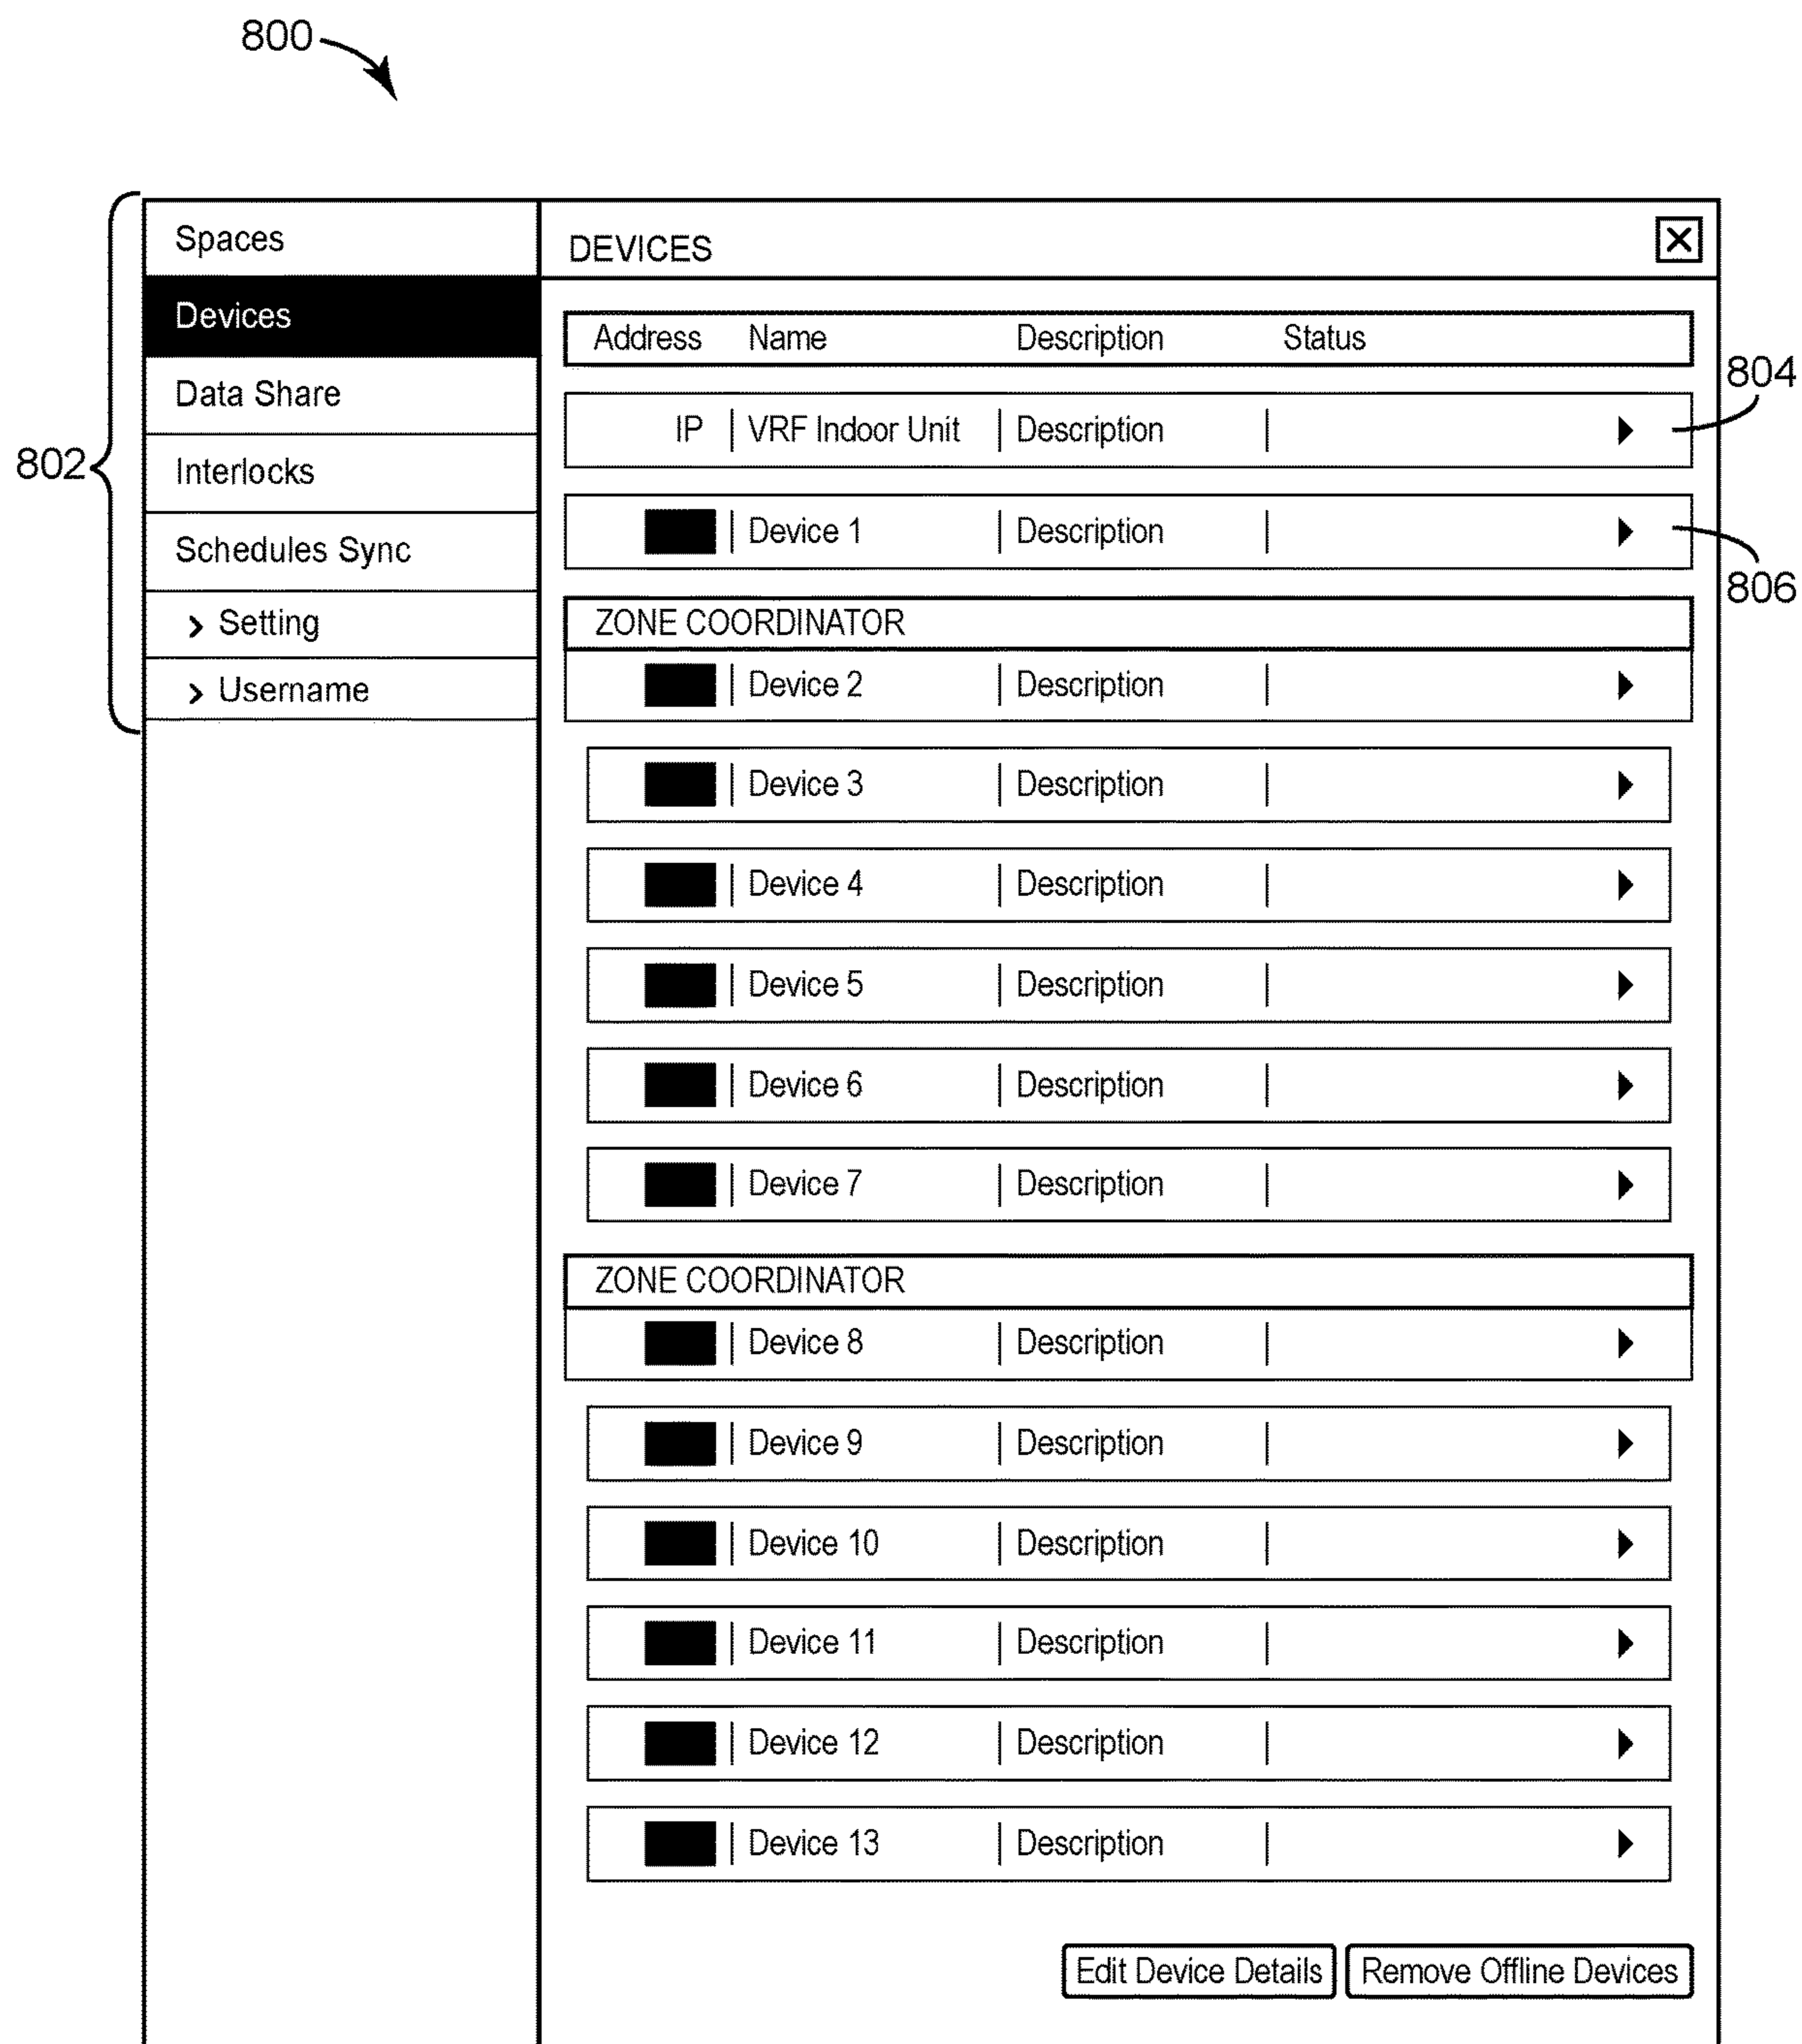 800
802
Spaces
Devices
Data Share
Interlocks
Schedules Sync
> Setting
> Username
DEVICES
Address Name Description Status
IP VRF Indoor Unit Description
804
Device 1 Description
806
ZONE COORDINATOR
Device 2 Description
Device 3 Description
Device 4 Description
Device 5 Description
Device 6 Description
Device 7 Description
ZONE COORDINATOR
Device 8 Description
Device 9 Description
Device 10 Description
Device 11 Description
Device 12 Description
Device 13 Description
Edit Device Details Remove Offline Devices